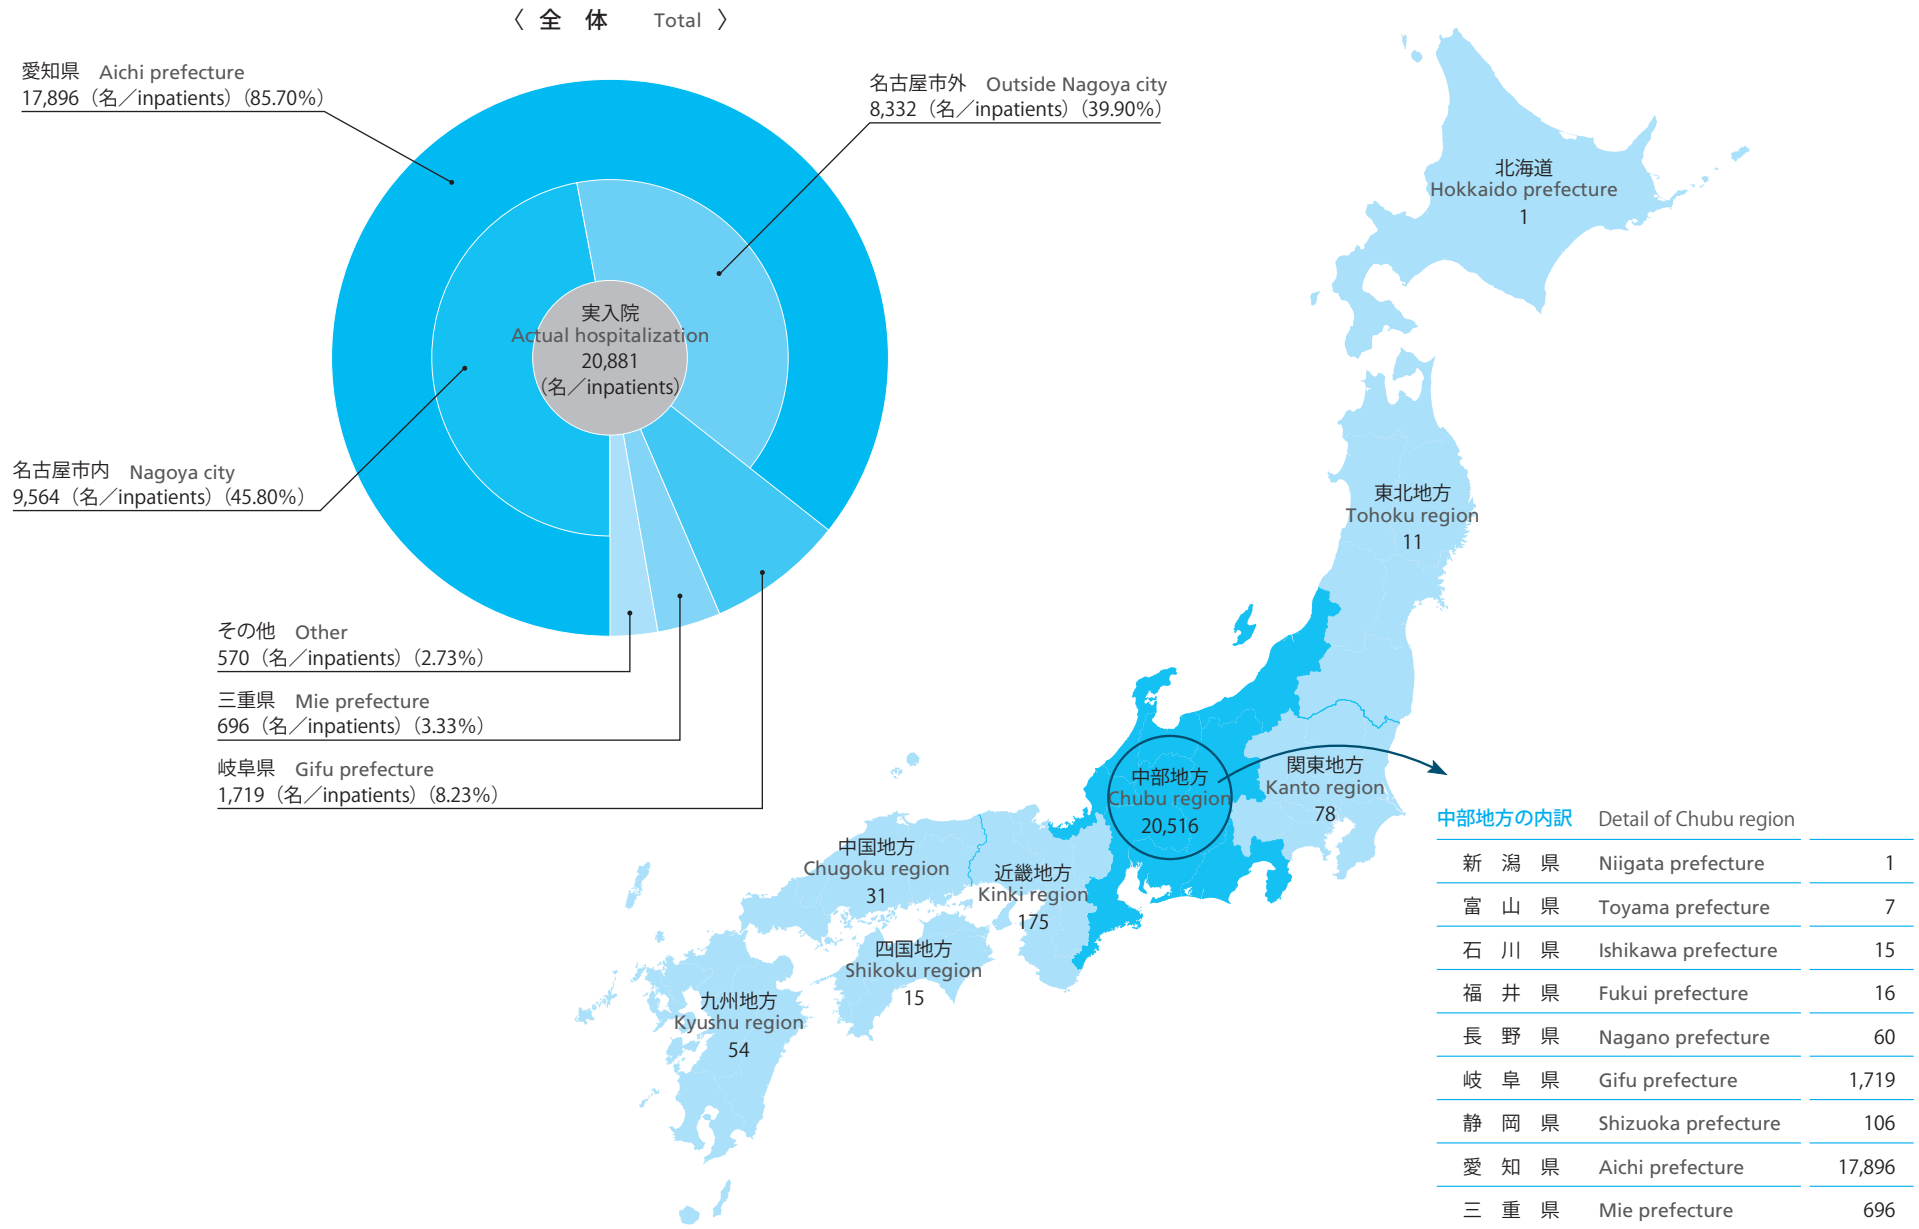 〈 全 体 Total 〉
愛知県 Aichi prefecture
17,896（名／inpatients）（85.70%）
名古屋市外 Outside Nagoya city
8,332（名／inpatients）（39.90%）
実入院
Actual hospitalization
20,881
（名／inpatients）
名古屋市内 Nagoya city
9,564（名／inpatients）（45.80%）
その他 Other
570（名／inpatients）（2.73%）
三重県 Mie prefecture
696（名／inpatients）（3.33%）
岐阜県 Gifu prefecture
1,719（名／inpatients）（8.23%）
北海道
Hokkaido prefecture
1
東北地方
Tohoku region
11
関東地方
Kanto region
78
中部地方
Chubu region
20,516
中国地方
Chugoku region
31
近畿地方
Kinki region
175
四国地方
Shikoku region
15
九州地方
Kyushu region
54
中部地方の内訳 Detail of Chubu region
新 潟 県 Niigata prefecture 1
富 山 県 Toyama prefecture 7
石 川 県 Ishikawa prefecture 15
福 井 県 Fukui prefecture 16
長 野 県 Nagano prefecture 60
岐 阜 県 Gifu prefecture 1,719
静 岡 県 Shizuoka prefecture 106
愛 知 県 Aichi prefecture 17,896
三 重 県 Mie prefecture 696